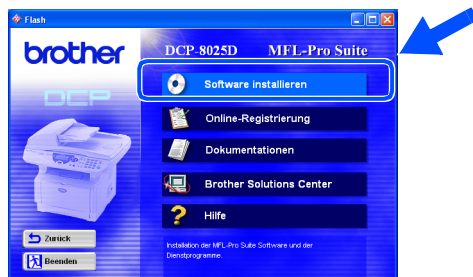 Flash
brother
DCP-8025D MFL-Pro Suite
DCP
Software installieren
Online-Registrierung
Dokumentationen
Brother Solutions Center
Hilfe
Zurück
Beenden
Installation der MFL-Pro Suite Software und der
Dienstprogramme.